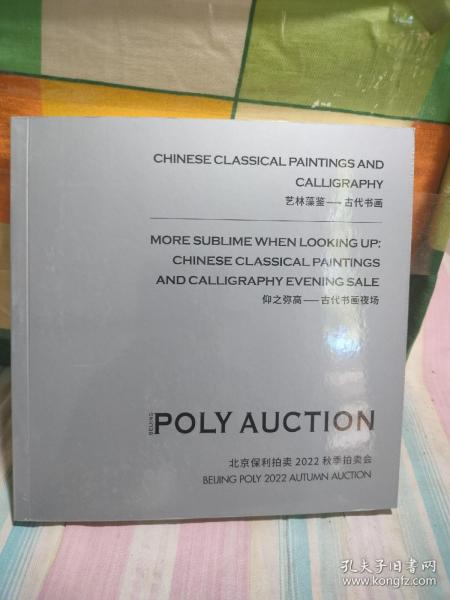 CHINESE CLASSICAL PAINTINGS AND
CALLIGRAPHY
艺林藻鉴——古代书画
MORE SUBLIME WHEN LOOKING UP:
CHINESE CLASSICAL PAINTINGS
AND CALLIGRAPHY EVENING SALE
仰之弥高——古代书画夜场
BEIJING POLY AUCTION
北京保利拍卖 2022 秋季拍卖会
BEIJING POLY 2022 AUTUMN AUCTION
孔夫子旧书网
www.kongfz.com